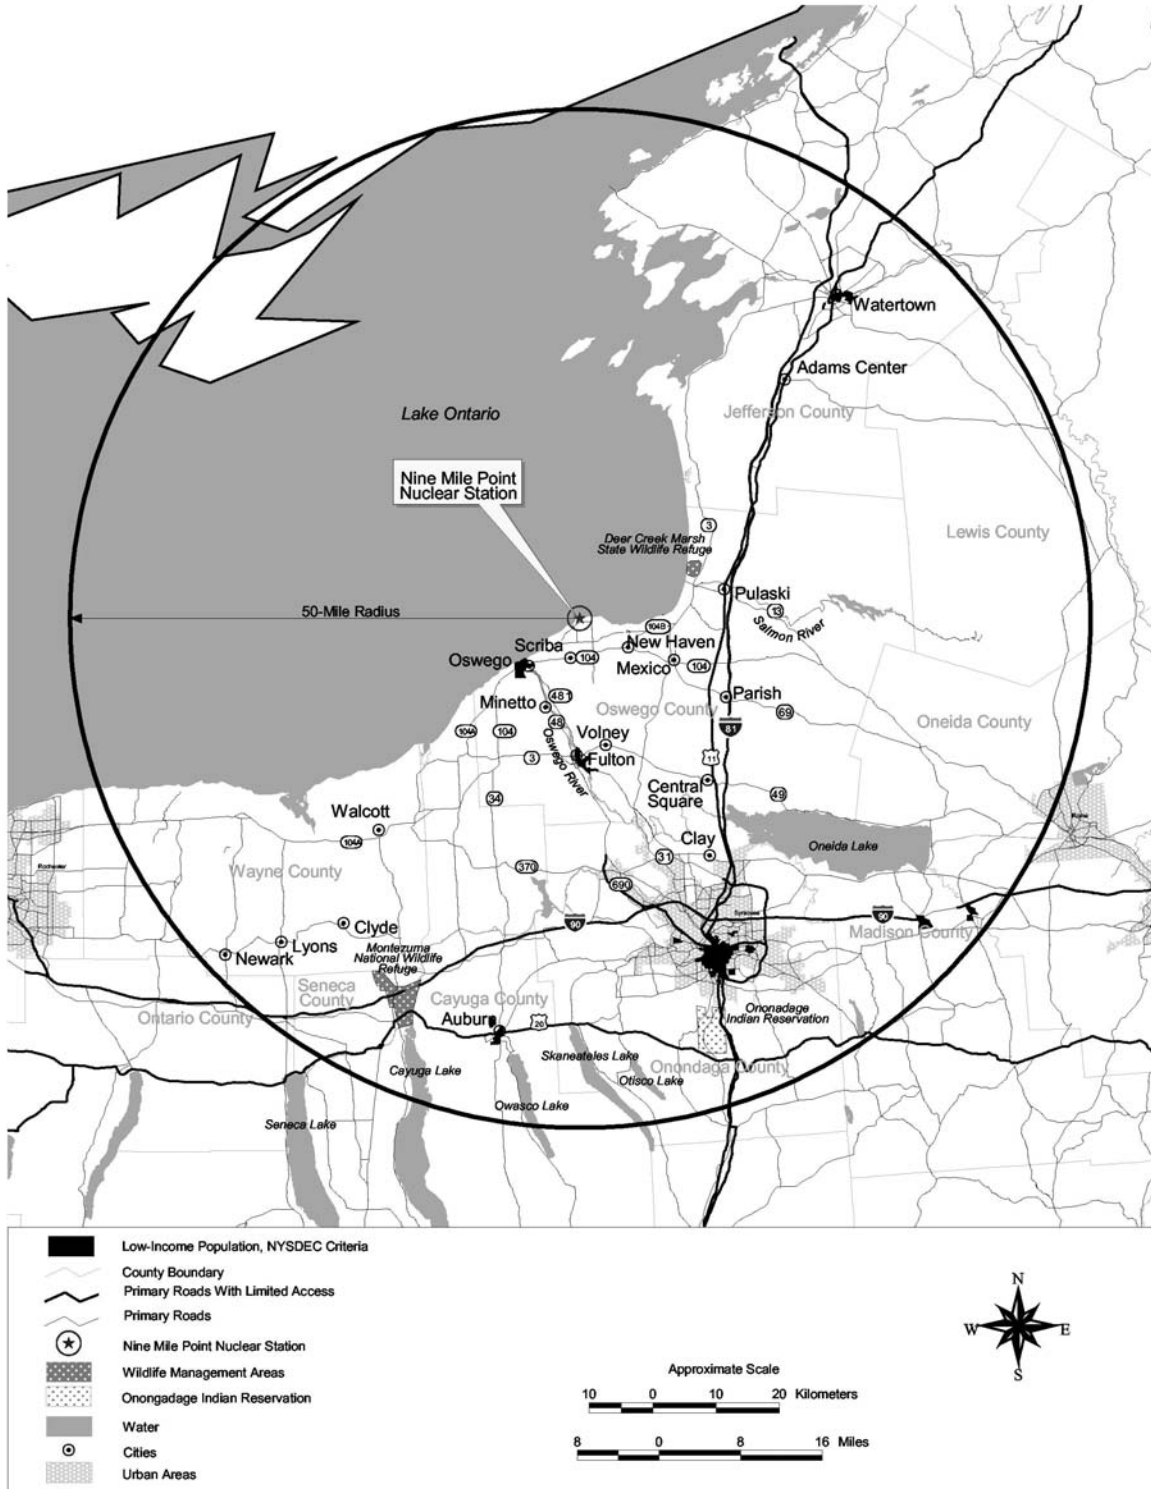 Watertown
Adams Center
Jefferson County
Lake Ontario
Nine Mile Point
Nuclear Station
Lewis County
3
Deer Creek Marsh
State Wildlife Refuge
Pulaski
13
Salmon River
50-Mile Radius
104B
New Haven
Scriba
104
Oswego
Mexico
104
Minetto
481
Parish
Oswego County
69
Oneida County
48
81
104A
104
Oswego River
Volney
3
Fulton
11
Central
Square
49
34
Walcott
104A
Clay
31
Oneida Lake
Rome
Rochester
Wayne County
370
690
90
Syracuse
90
Madison County
Clyde
Lyons
Newark
Montezuma
National Wildlife
Refuge
Seneca
County
Ontario County
Cayuga County
Auburn
20
Ononadage
Indian Reservation
Skaneateles Lake
Otisco Lake
Onondaga County
Cayuga Lake
Owasco Lake
Seneca Lake
Low-Income Population, NYSDEC Criteria
County Boundary
Primary Roads With Limited Access
Primary Roads
Nine Mile Point Nuclear Station
Wildlife Management Areas
Onongadage Indian Reservation
Water
Cities
Urban Areas
N
W
E
S
Approximate Scale
10 0 10 20 Kilometers
8 0 8 16 Miles